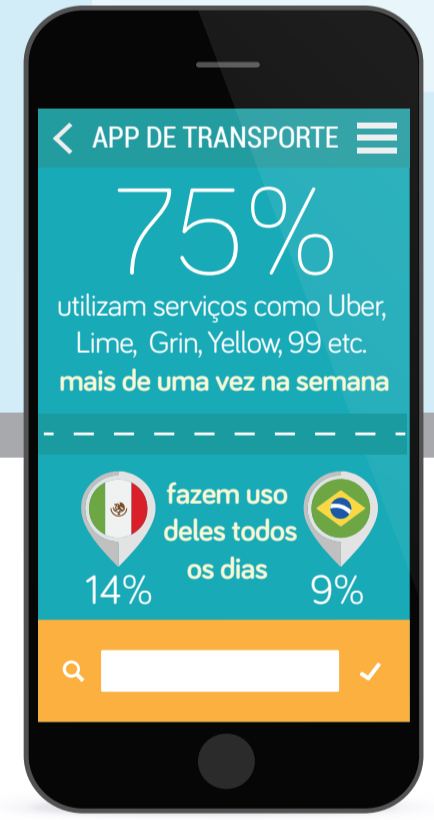 APP DE TRANSPORTE
75%
utilizam serviços como Uber,
Lime, Grin, Yellow, 99 etc.
mais de uma vez na semana
fazem uso
deles todos
os dias
14%
9%